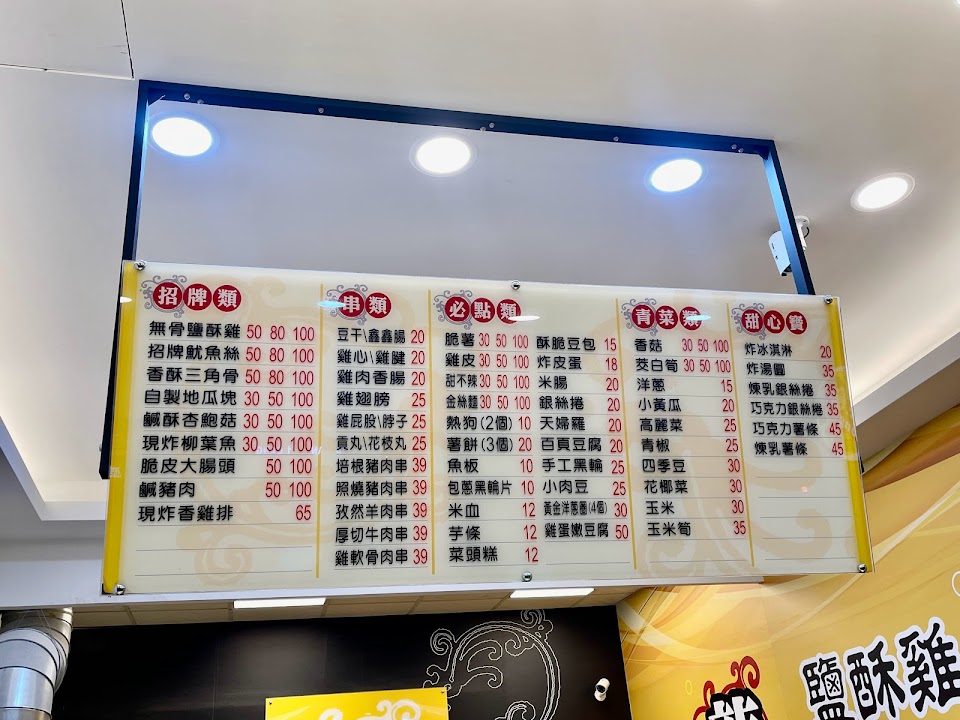 招牌類
無骨鹽酥雞 50 80 100
招牌魷魚絲 50 80 100
香酥三角骨 50 80 100
自製地瓜塊 30 50 100
鹹酥杏鮑菇 30 50 100
現炸柳葉魚 30 50 100
脆皮大腸頭 50 100
鹹豬肉 50 100
現炸香雞排 65
串類
豆干\鑫鑫腸 20
雞心\雞腱 20
雞肉香腸 20
雞翅膀 25
雞屁股\脖子 25
貢丸\花枝丸 25
培根豬肉串 39
照燒豬肉串 39
孜然羊肉串 39
厚切牛肉串 39
雞軟骨肉串 39
必點類
脆薯 30 50 100
雞皮 30 50 100
甜不辣 30 50 100
金絲麵 30 50 100
熱狗(2個) 10
薯餅(3個) 20
魚板 10
包蔥黑輪片 10
米血 12
芋條 12
菜頭糕 12
酥脆豆包 15
炸皮蛋 18
米腸 20
銀絲捲 20
天婦羅 20
百頁豆腐 20
手工黑輪 25
小肉豆 25
黃金洋蔥圈(4個) 30
雞蛋嫩豆腐 50
青菜類
香菇 30 50 100
茭白筍 30 50 100
洋蔥 15
小黃瓜 20
高麗菜 25
青椒 25
四季豆 30
花椰菜 30
玉米 30
玉米筍 35
甜心寶
炸冰淇淋 20
炸湯圓 35
煉乳銀絲捲 35
巧克力銀絲捲 35
巧克力薯條 45
煉乳薯條 45
鹽酥雞